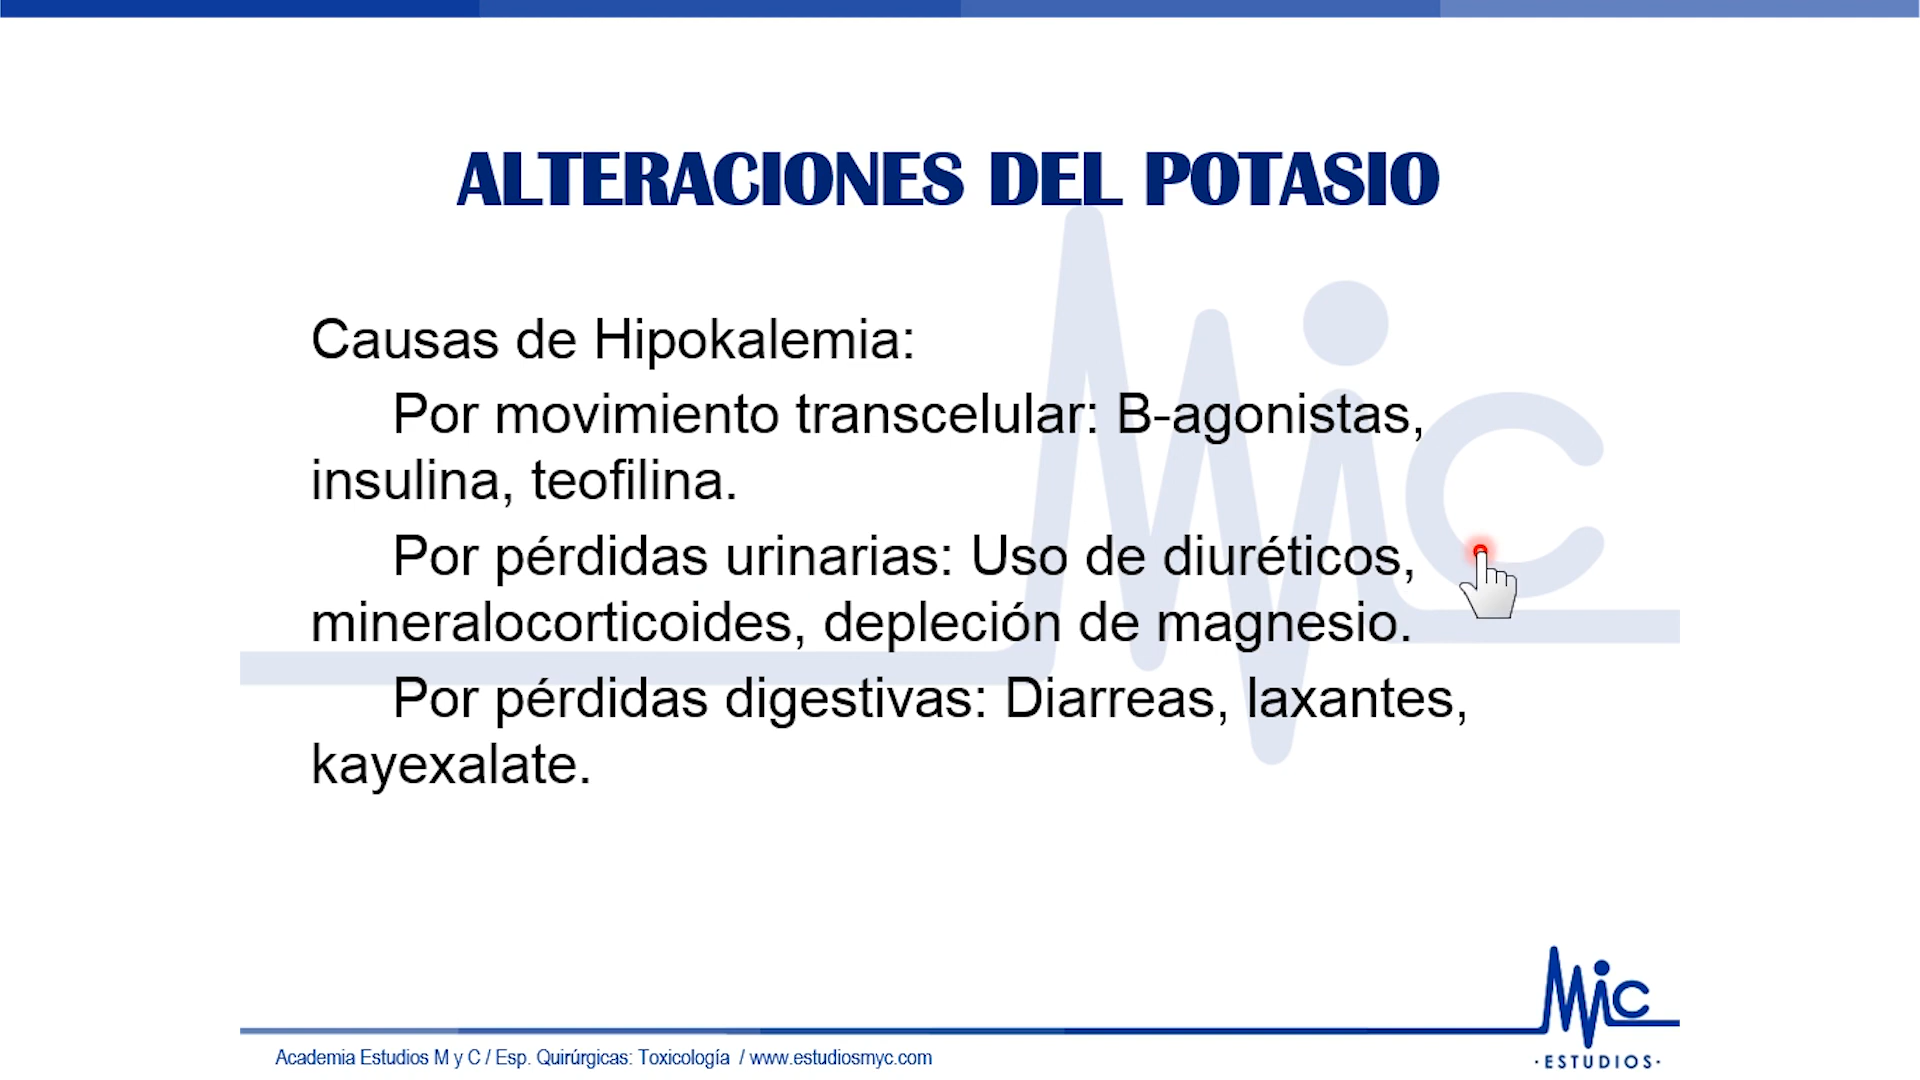 ALTERACIONES DEL POTASIO
Causas de Hipokalemia:
Por movimiento transcelular: B-agonistas,
insulina, teofilina.
Por pérdidas urinarias: Uso de diuréticos,
mineralocorticoides, depleción de magnesio.
Por pérdidas digestivas: Diarreas, laxantes,
kayexalate.
MiC
Academia Estudios M y C / Esp. Quirúrgicas: Toxicología / www.estudiosmyc.com
MiC
·ESTUDIOS·